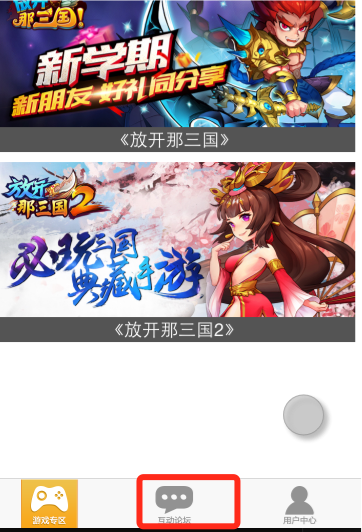 放开
那三国!
新学期
新朋友 好礼同分享
《放开那三国》
放开
那三国2
必玩三国
典藏手游
《放开那三国2》
游戏专区
互动论坛
用户中心